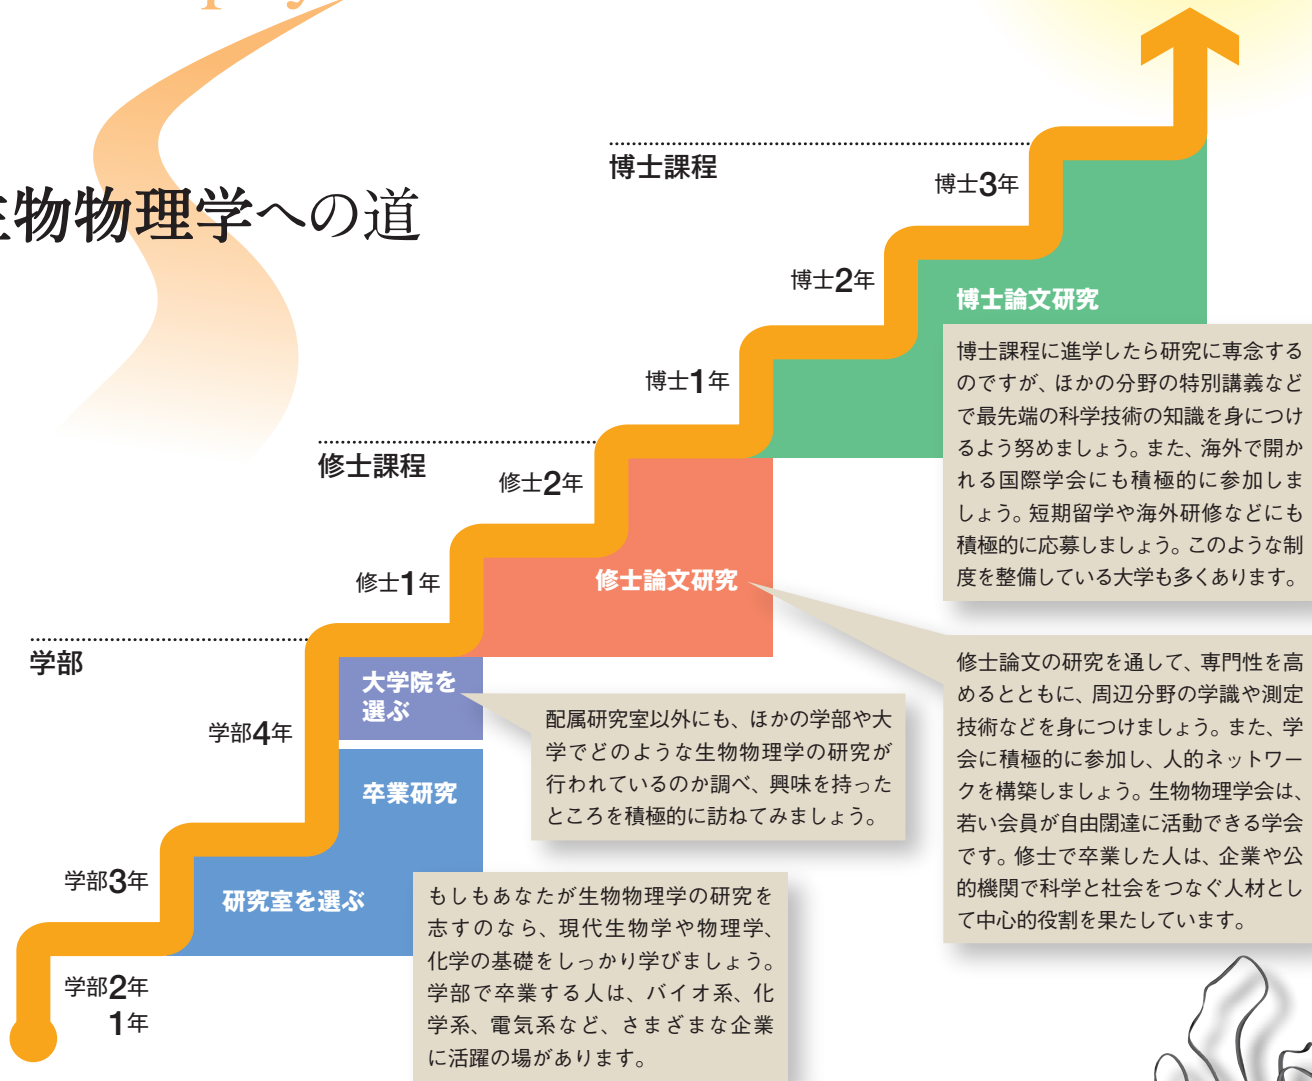 物物理学への道
博士課程
博士3年
博士2年
博士1年
博士論文研究
博士課程に進学したら研究に専念する
のですが、ほかの分野の特別講義など
で最先端の科学技術の知識を身につけ
るよう努めましょう。また、海外で開か
れる国際学会にも積極的に参加しま
しょう。短期留学や海外研修などにも
積極的に応募しましょう。このような制
度を整備している大学も多くあります。
修士課程
修士2年
修士1年
修士論文研究
修士論文の研究を通して、専門性を高
めるとともに、周辺分野の学識や測定
技術などを身につけましょう。また、学
会に積極的に参加し、人的ネットワー
クを構築しましょう。生物物理学会は、
若い会員が自由闊達に活動できる学会
です。修士で卒業した人は、企業や公
的機関で科学と社会をつなぐ人材とし
て中心的役割を果たしています。
学部
学部4年
大学院を
選ぶ
配属研究室以外にも、ほかの学部や大
学でどのような生物物理学の研究が
行われているのか調べ、興味を持った
ところを積極的に訪ねてみましょう。
卒業研究
学部3年
研究室を選ぶ
もしもあなたが生物物理学の研究を
志すのなら、現代生物学や物理学、
化学の基礎をしっかり学びましょう。
学部で卒業する人は、バイオ系、化
学系、電気系など、さまざまな企業
に活躍の場があります。
学部2年
1年